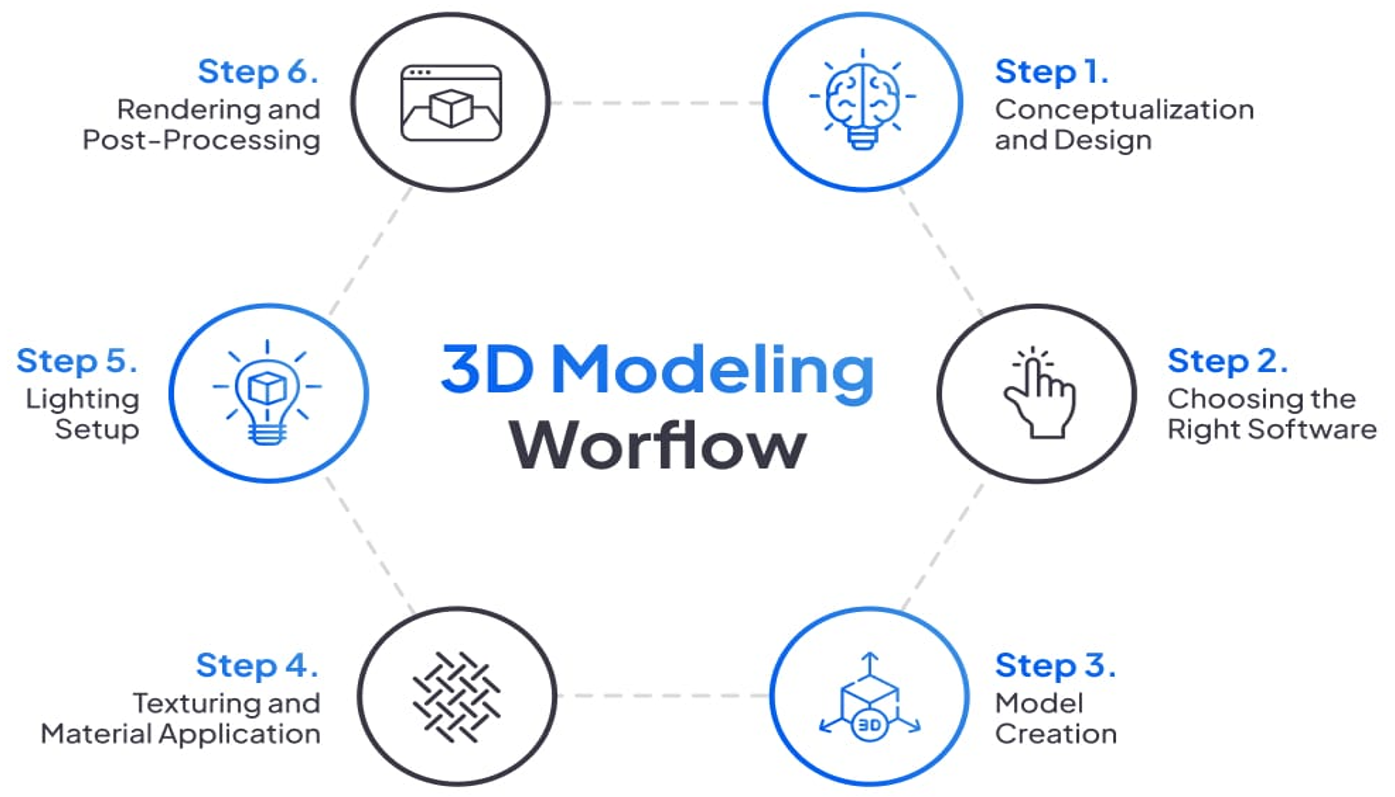 3D Modeling
Worflow
Step 1.
Conceptualization
and Design
Step 2.
Choosing the
Right Software
Step 3.
Model
Creation
3D
Step 4.
Texturing and
Material Application
Step 5.
Lighting
Setup
Step 6.
Rendering and
Post-Processing